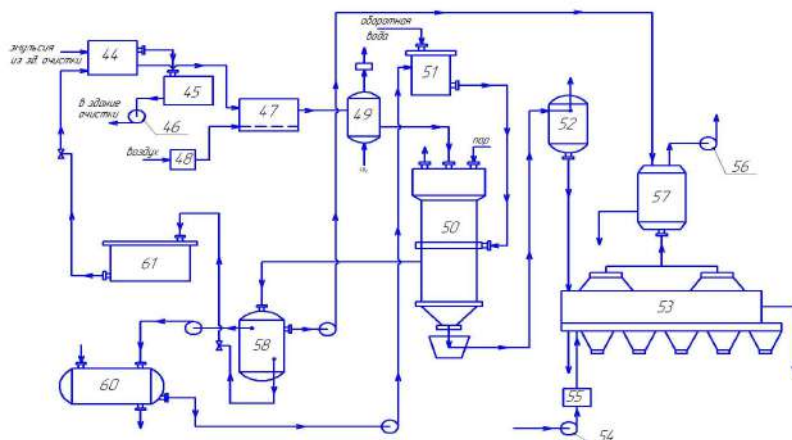 оборотная
вода
эмульсия
из зд. очистки
44
51
45
в здание
очистки
46
47
49
52
воздух
48
пар
56
57
50
61
53
58
60
55
54